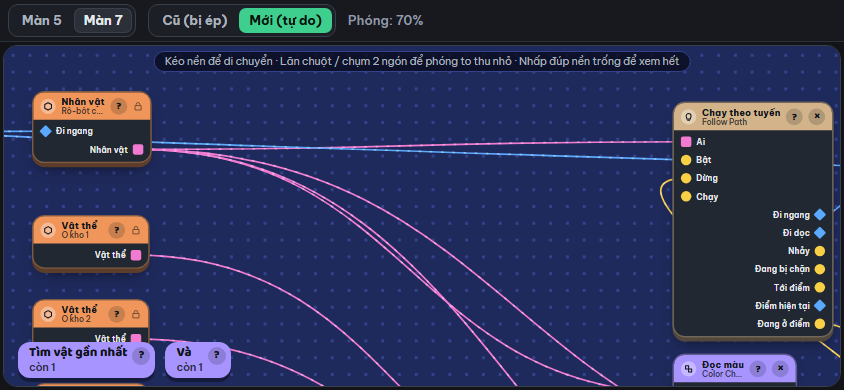 Màn 5
Màn 7
Cũ (bị ép)
Mới (tự do)
Phóng: 70%
Kéo nền để di chuyển · Lăn chuột / chụm 2 ngón để phóng to thu nhỏ · Nhấp đúp nền trống để xem hết
Nhân vật
Rô-bốt c...
?
Đi ngang
Nhân vật
Vật thể
Ô kho 1
?
Vật thể
Vật thể
Ô kho 2
?
Vật thể
Tìm vật gần nhất
còn 1
?
Và
còn 1
?
Chạy theo tuyến
Follow Path
?
×
Ai
Bật
Dừng
Chạy
Đi ngang
Đi dọc
Nhảy
Đang bị chặn
Tới điểm
Điểm hiện tại
Đang ở điểm
Đọc màu
Color Ch...
?
×